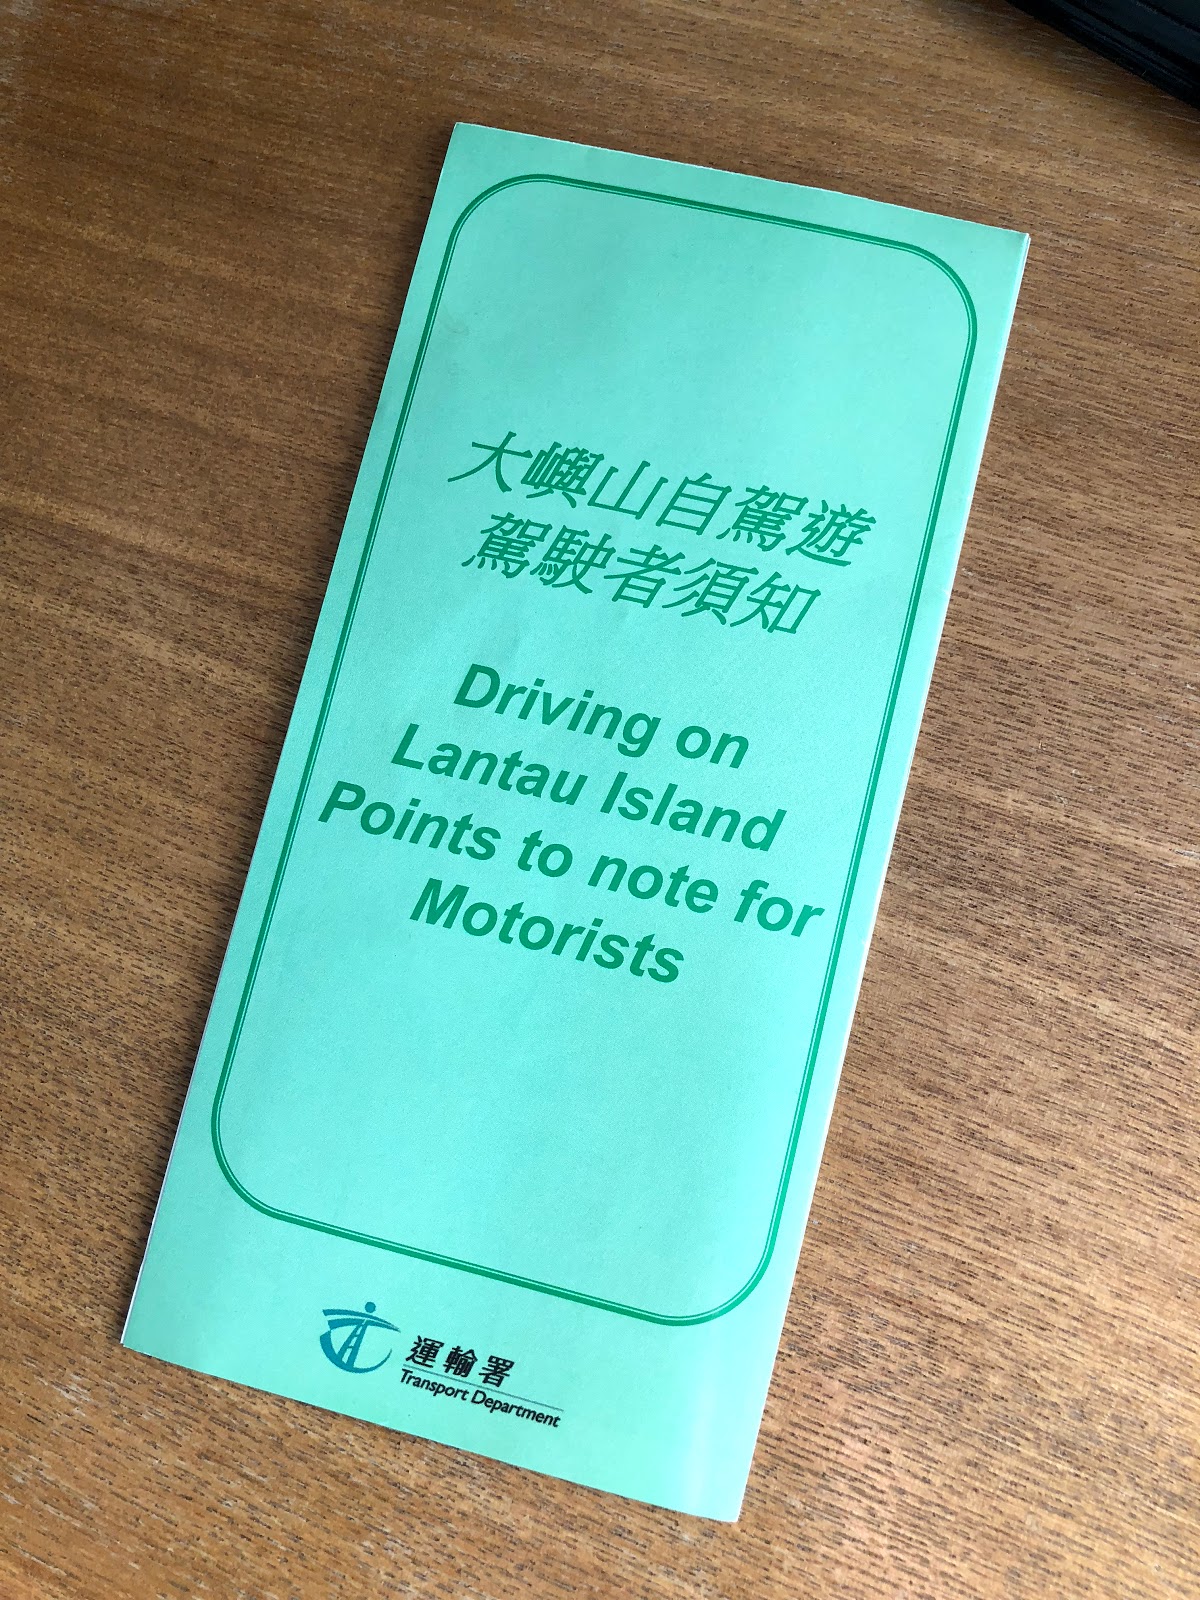 大嶼山自駕遊
駕駛者須知
Driving on
Lantau Island
Points to note for
Motorists
運輸署
Transport Department